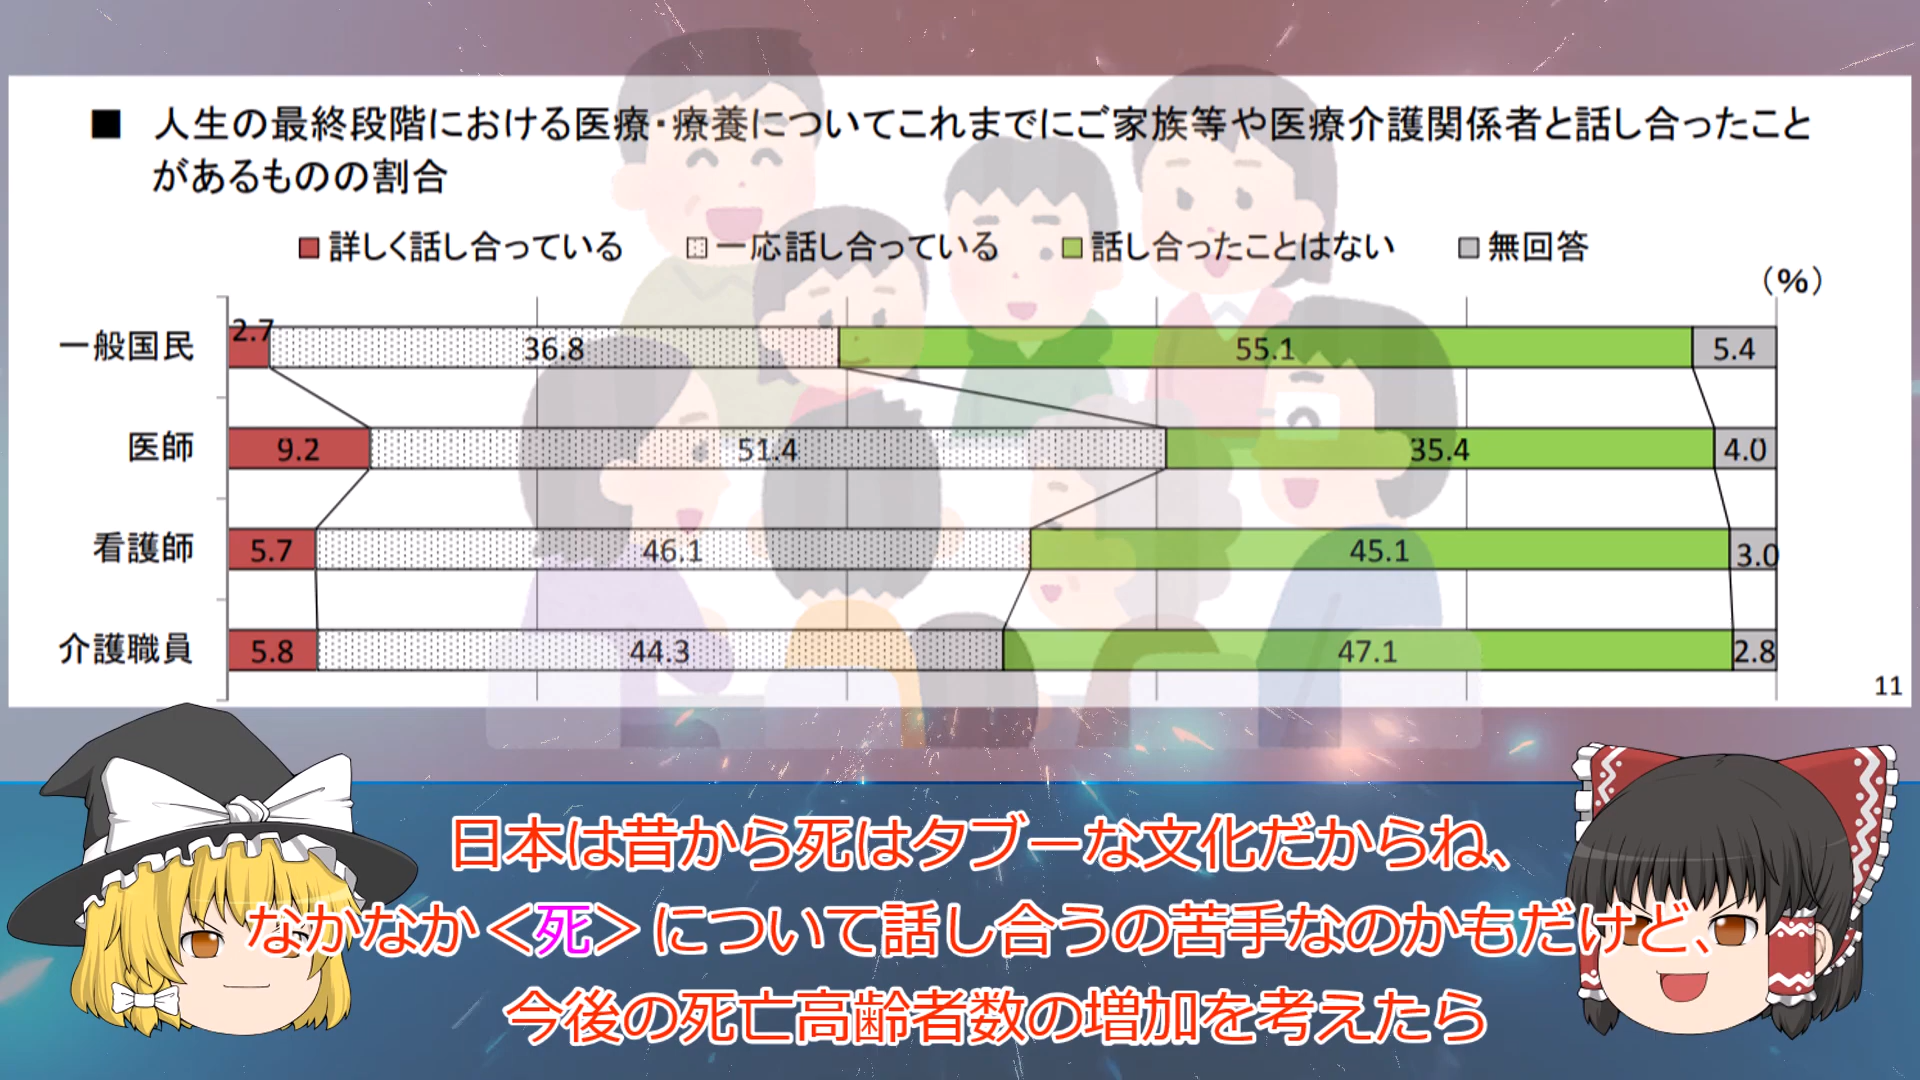 ■ 人生の最終段階における医療・療養についてこれまでにご家族等や医療介護関係者と話し合ったこと
があるものの割合
詳しく話し合っている 一応話し合っている 話し合ったことはない 無回答
(%)
一般国民 2.7 36.8 55.1 5.4
医師 9.2 51.4 35.4 4.0
看護師 5.7 46.1 45.1 3.0
介護職員 5.8 44.3 47.1 2.8
11
日本は昔から死はタブーな文化だからね、
なかなか<死>について話し合うの苦手なのかもだけど、
今後の死亡高齢者数の増加を考えたら